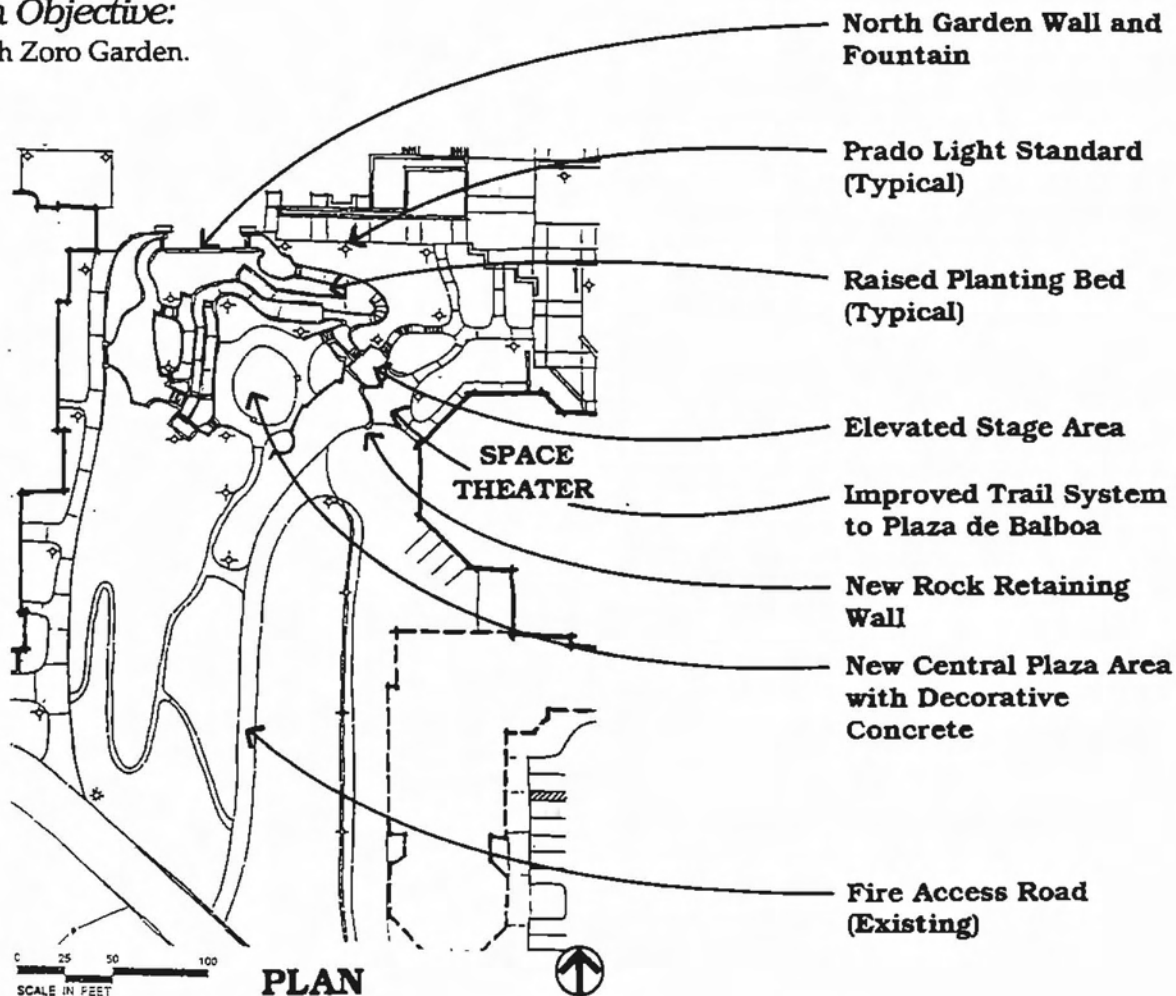 Objective:
h Zoro Garden.
North Garden Wall and
Fountain
Prado Light Standard
(Typical)
Raised Planting Bed
(Typical)
Elevated Stage Area
SPACE
THEATER
Improved Trail System
to Plaza de Balboa
New Rock Retaining
Wall
New Central Plaza Area
with Decorative
Concrete
Fire Access Road
(Existing)
0 25 50 100
SCALE IN FEET
PLAN